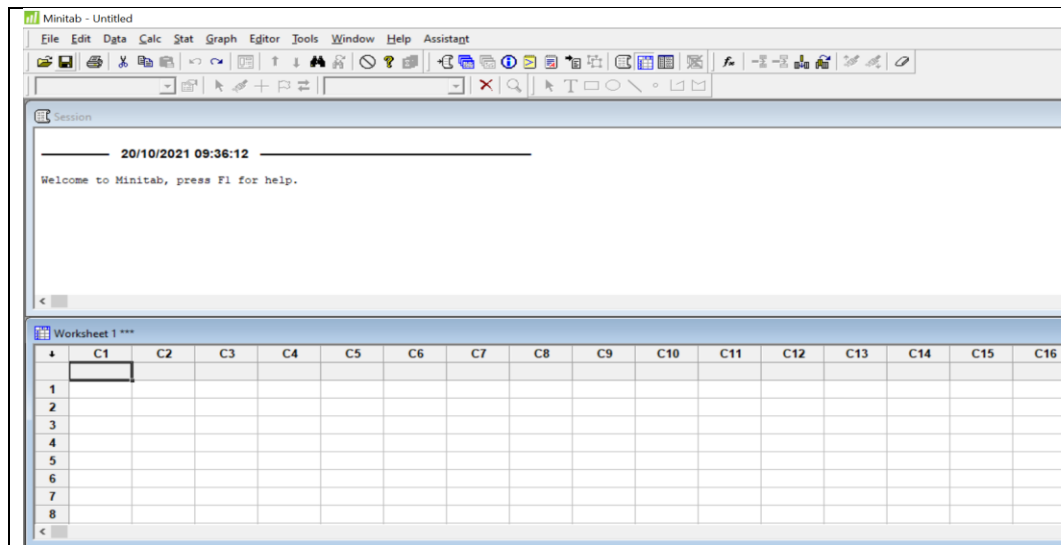 Minitab - Untitled
File Edit Data Calc Stat Graph Editor Tools Window Help Assistant
Session
20/10/2021 09:36:12
Welcome to Minitab, press F1 for help.
Worksheet 1 ***
C1 C2 C3 C4 C5 C6 C7 C8 C9 C10 C11 C12 C13 C14 C15 C16
1
2
3
4
5
6
7
8